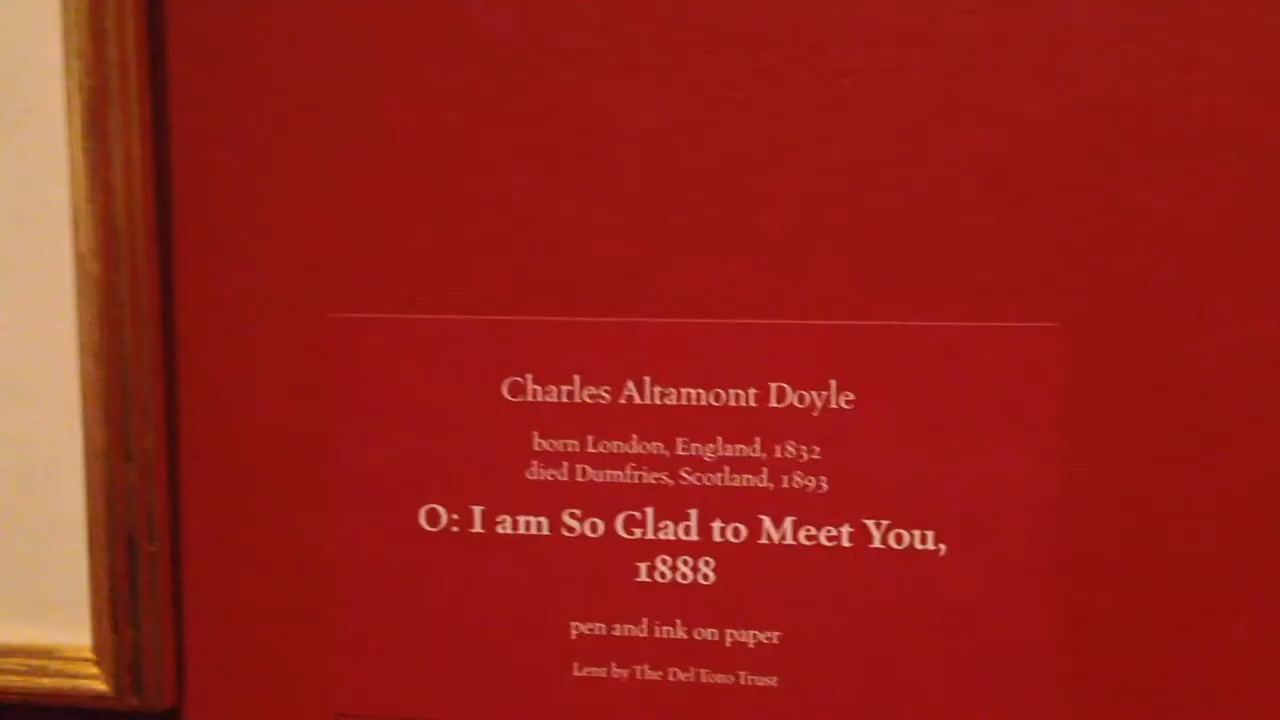 Charles Altamont Doyle
born London, England, 1832
died Dumfries, Scotland, 1893
O: I am So Glad to Meet You,
1888
pen and ink on paper
Lent by The Del Toro Trust